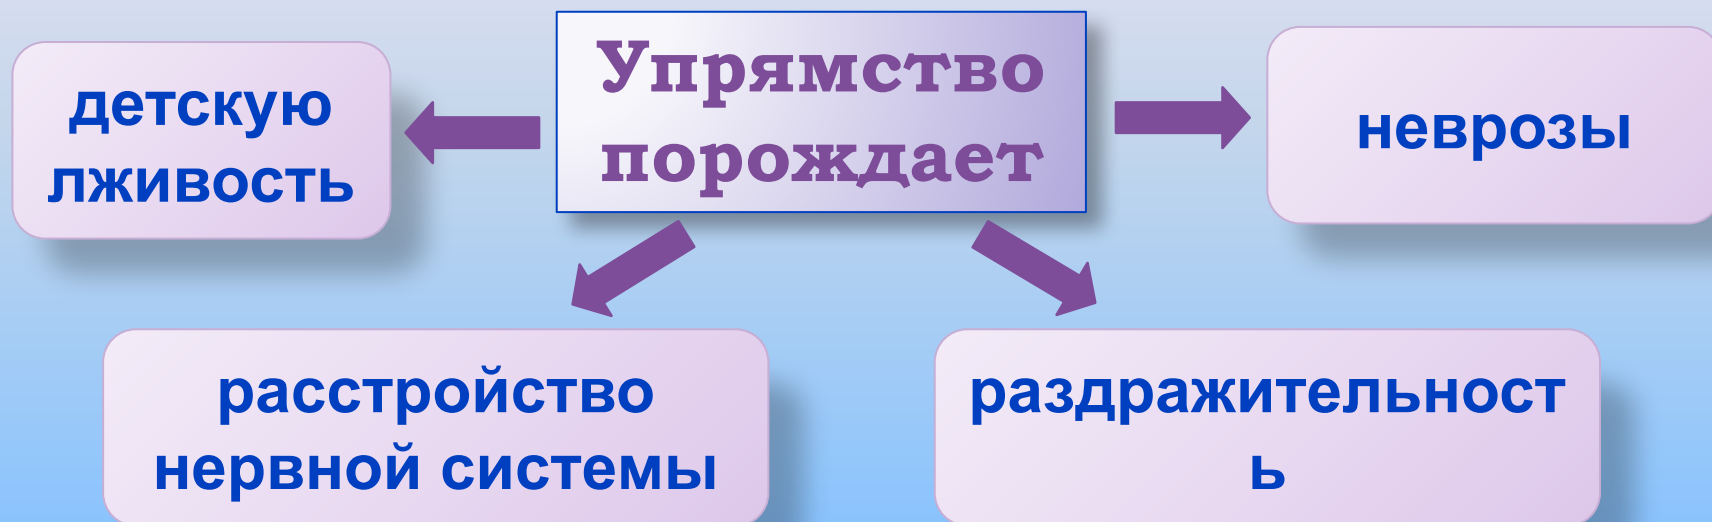 Упрямство
порождает
детскую
лживость
неврозы
расстройство
нервной системы
раздражительност
ь